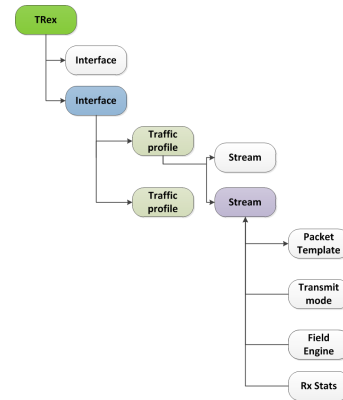 TRex
Interface
Interface
Traffic
profile
Stream
Traffic
profile
Stream
Packet
Template
Transmit
mode
Field
Engine
Rx Stats